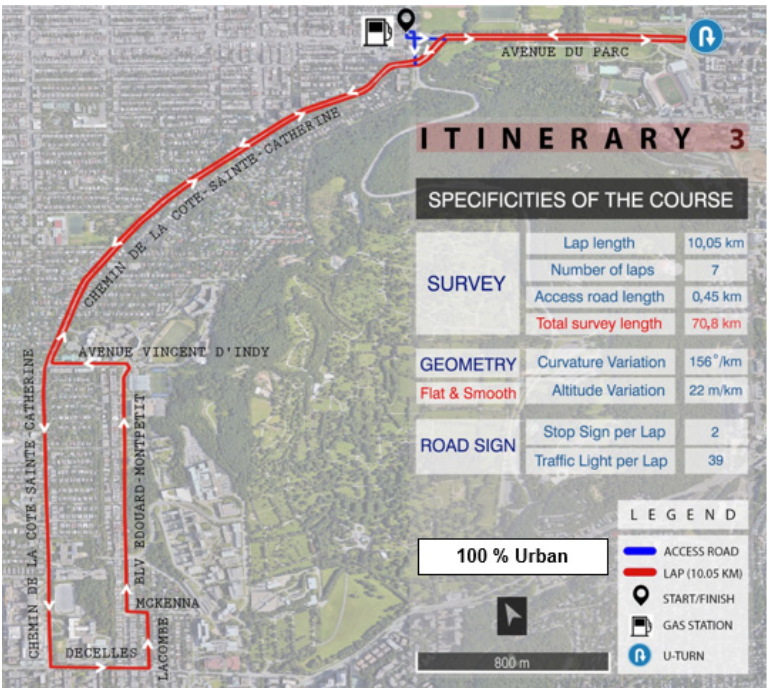 AVENUE DU PARC
CHEMIN DE LA COTE-SAINTE-CATHERINE
ITINERARY 3
SPECIFICITIES OF THE COURSE
SURVEY
Lap length 10,05 km
Number of laps 7
Access road length 0,45 km
Total survey length 70,8 km
GEOMETRY Curvature Variation 156°/km
Flat & Smooth Altitude Variation 22 m/km
ROAD SIGN
Stop Sign per Lap 2
Traffic Light per Lap 39
AVENUE VINCENT D'INDY
CHEMIN DE LA COTE-SAINTE-CATHERINE
BLV EDOUARD-MONTPETIT
MCKENNA
DECELLES
LACOMBE
100 % Urban
800 m
LEGEND
ACCESS ROAD
LAP (10.05 KM)
START/FINISH
GAS STATION
U-TURN